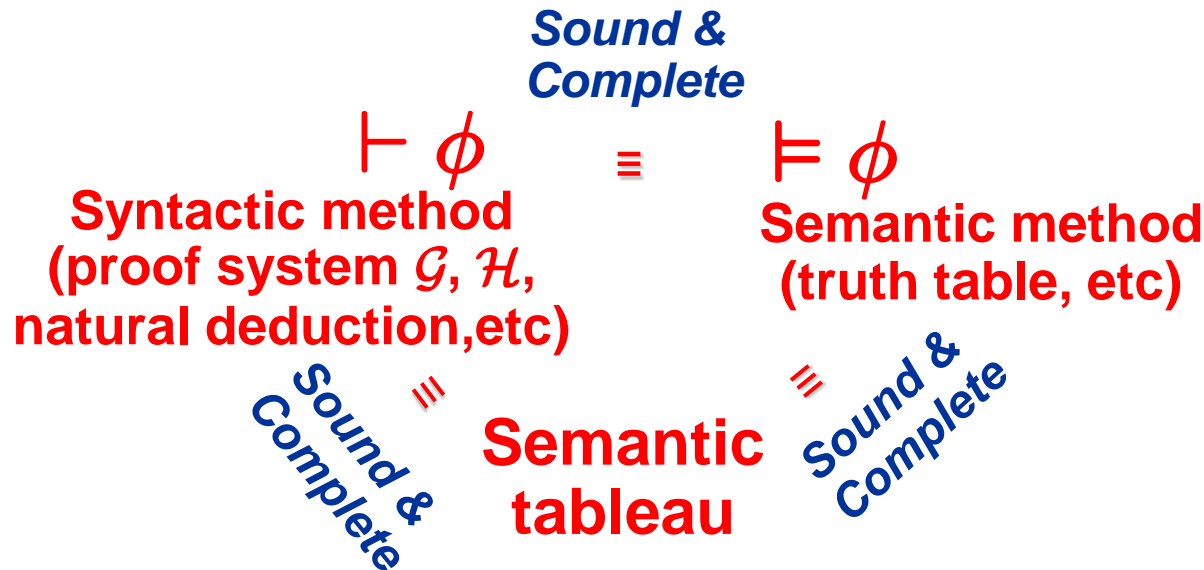 Sound &
Complete
⊢ ϕ ≡ ⊨ ϕ
Syntactic method
(proof system 𝒢, ℋ,
natural deduction,etc)
Semantic method
(truth table, etc)
≡
Sound &
Complete
≡
Sound &
Complete
Semantic
tableau